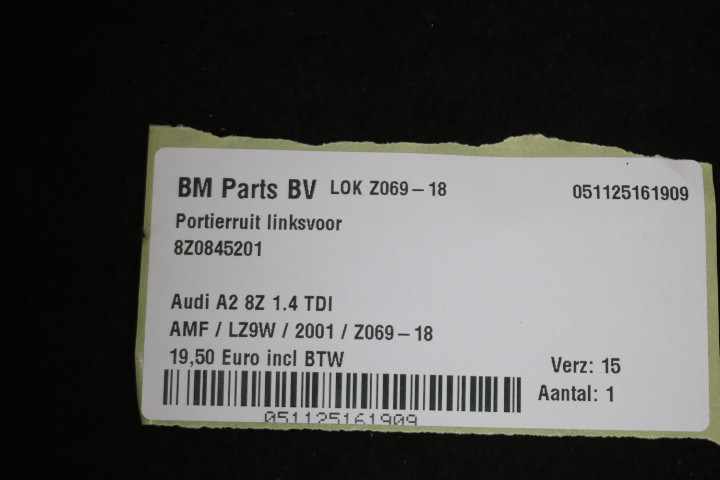 BM Parts BV LOK Z069-18 051125161909
Portierruit linksvoor
8Z0845201
Audi A2 8Z 1.4 TDI
AMF / LZ9W / 2001 / Z069-18
19,50 Euro incl BTW
Verz: 15
Aantal: 1
051125161909